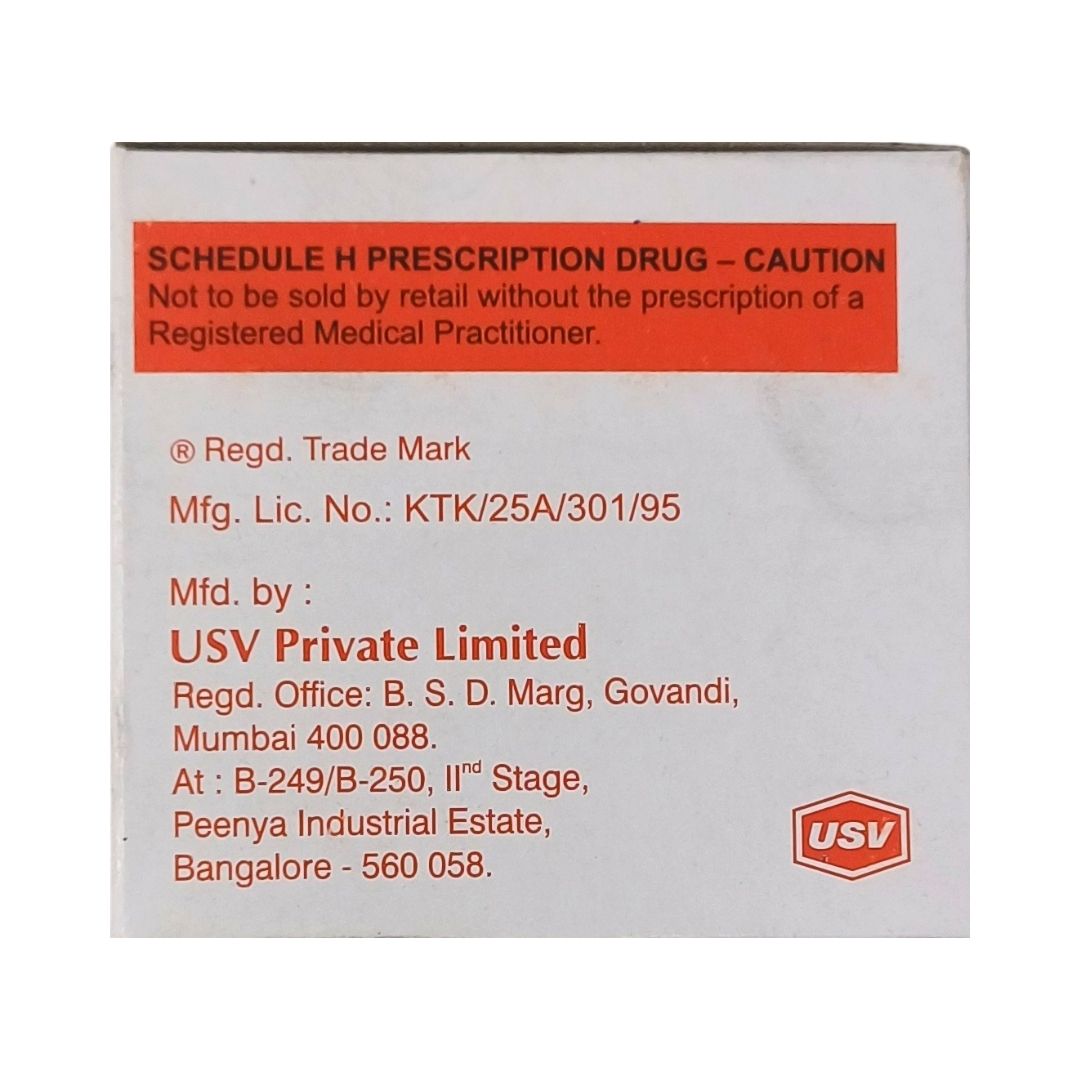 SCHEDULE H PRESCRIPTION DRUG – CAUTION
Not to be sold by retail without the prescription of a
Registered Medical Practitioner.
® Regd. Trade Mark
Mfg. Lic. No.: KTK/25A/301/95
Mfd. by :
USV Private Limited
Regd. Office: B. S. D. Marg, Govandi,
Mumbai 400 088.
At : B-249/B-250, IInd Stage,
Peenya Industrial Estate,
Bangalore - 560 058.
USV